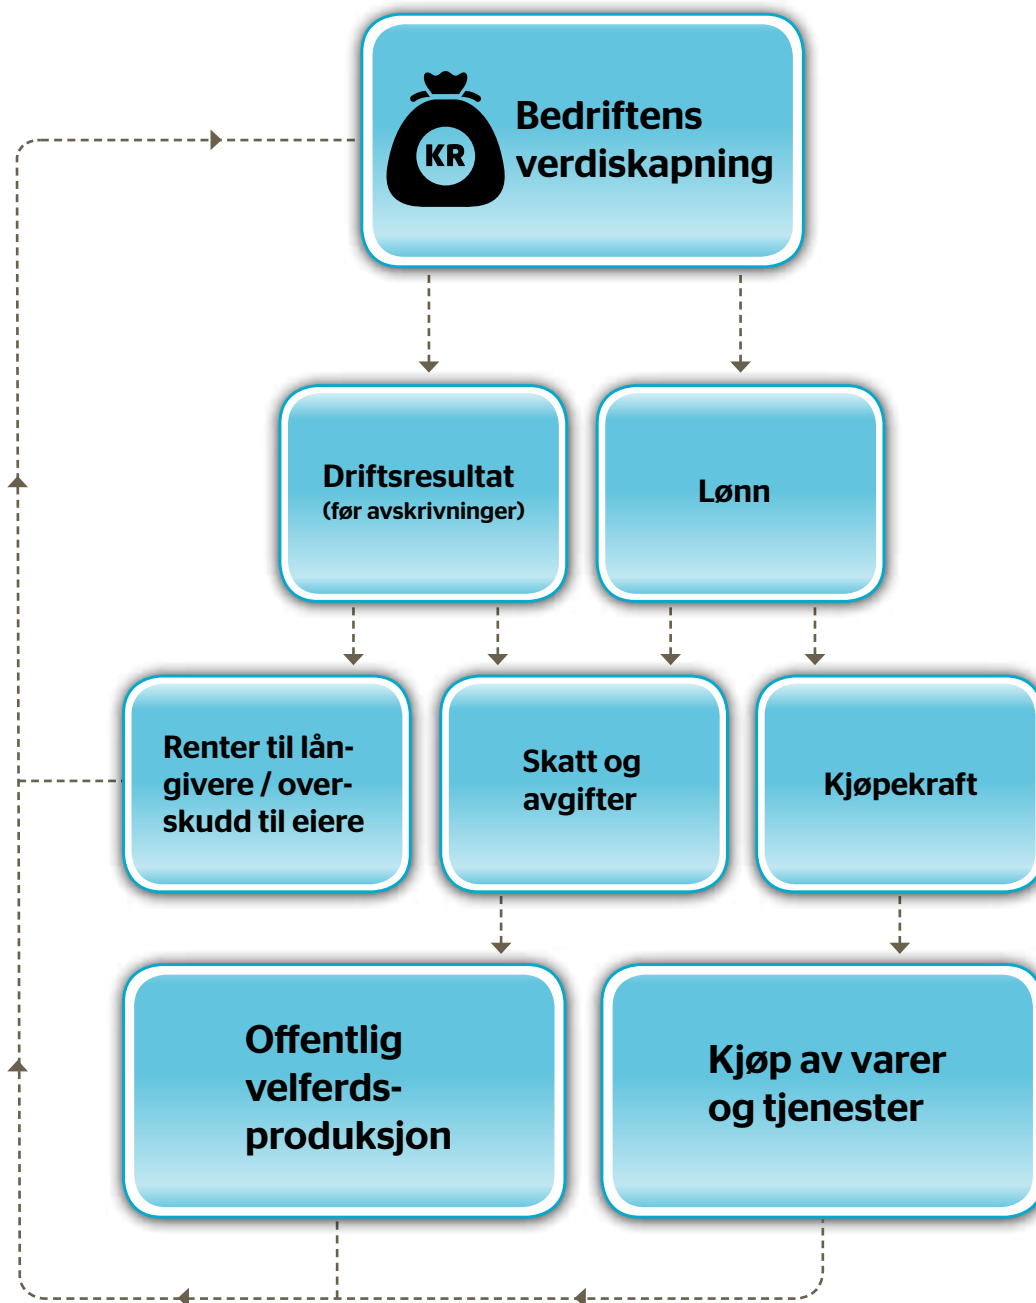 KR
Bedriftens
verdiskapning
Driftsresultat
(før avskrivninger)
Lønn
Renter til lån-
givere / over-
skudd til eiere
Skatt og
avgifter
Kjøpekraft
Offentlig
velferds-
produksjon
Kjøp av varer
og tjenester